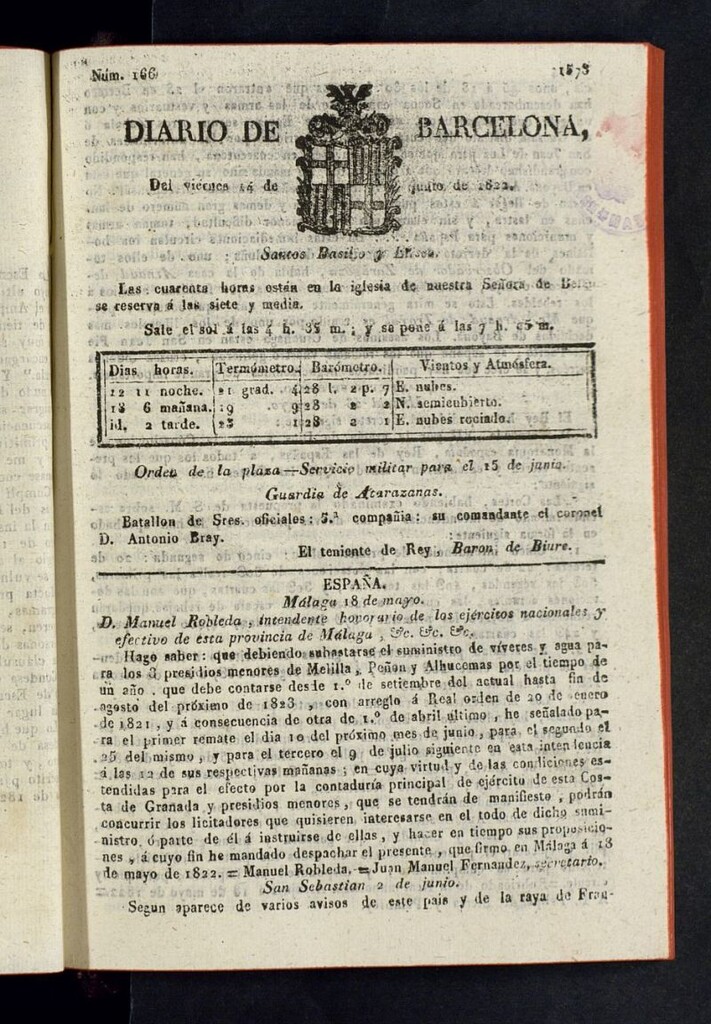 Núm. 166
1573
DIARIO DE BARCELONA,
Del viernes 14 de junio de 1822.
Santos Basilio y Eliseo.
Las cuarenta horas están en la iglesia de nuestra Señora de
se reserva á las siete y media.
Sale el sol á las 4 h. 35 m.; y se pone á las 7 h. 25 m.
Dias horas. Termómetro. Barómetro. Vientos y Atmósfera.
12 11 noche. 21 grad. 4 28 l. 2 p. 7 E. nubes.
13 6 mañana. 19 9 28 2 2 N. semicubierto.
id. 2 tarde. 23 1 28 2 1 E. nubes rociado.
Orden de la plaza—Servicio militar para el 15 de junio.
Guardia de Atarazanas.
Batallon de Sres. oficiales: 5.ª compañia: su comandante el coronel
D. Antonio Bray.
El teniente de Rey, Baron de Biure.
ESPAÑA.
Málaga 18 de mayo.
D. Manuel Robleda, intendente honorario de los ejércitos nacionales y
efectivo de esta provincia de Málaga, &c. &c. &c.
Hago saber: que debiendo subastarse el suministro de víveres y agua pa-
ra los 3 presidios menores de Melilla, Peñon y Alhucemas por el tiempo de
un año, que debe contarse desde 1.º de setiembre del actual hasta fin de
agosto del próximo de 1823, con arreglo á Real orden de 20 de enero
de 1821, y á consecuencia de otra de 1.º de abril ultimo, he señalado pa-
ra el primer remate el dia 10 del próximo mes de junio, para el segundo el
25 del mismo, y para el tercero el 9 de julio siguiente en esta intendencia
á las 12 de sus respectivas mañanas; en cuya virtud y de las condiciones es-
tendidas para el efecto por la contaduría principal de ejército de esta Cos-
ta de Granada y presidios menores, que se tendrán de manifiesto, podrán
concurrir los licitadores que quisieren interesarse en el todo de dicho sumi-
nistro, ó parte de él á instruirse de ellas, y hacer en tiempo sus proposicio-
nes, á cuyo fin he mandado despachar el presente, que firmo en Málaga á 18
de mayo de 1822. = Manuel Robleda. = Juan Manuel Fernandez, secretario.
San Sebastian 2 de junio.
Segun aparece de varios avisos de este pais y de la raya de Fran-